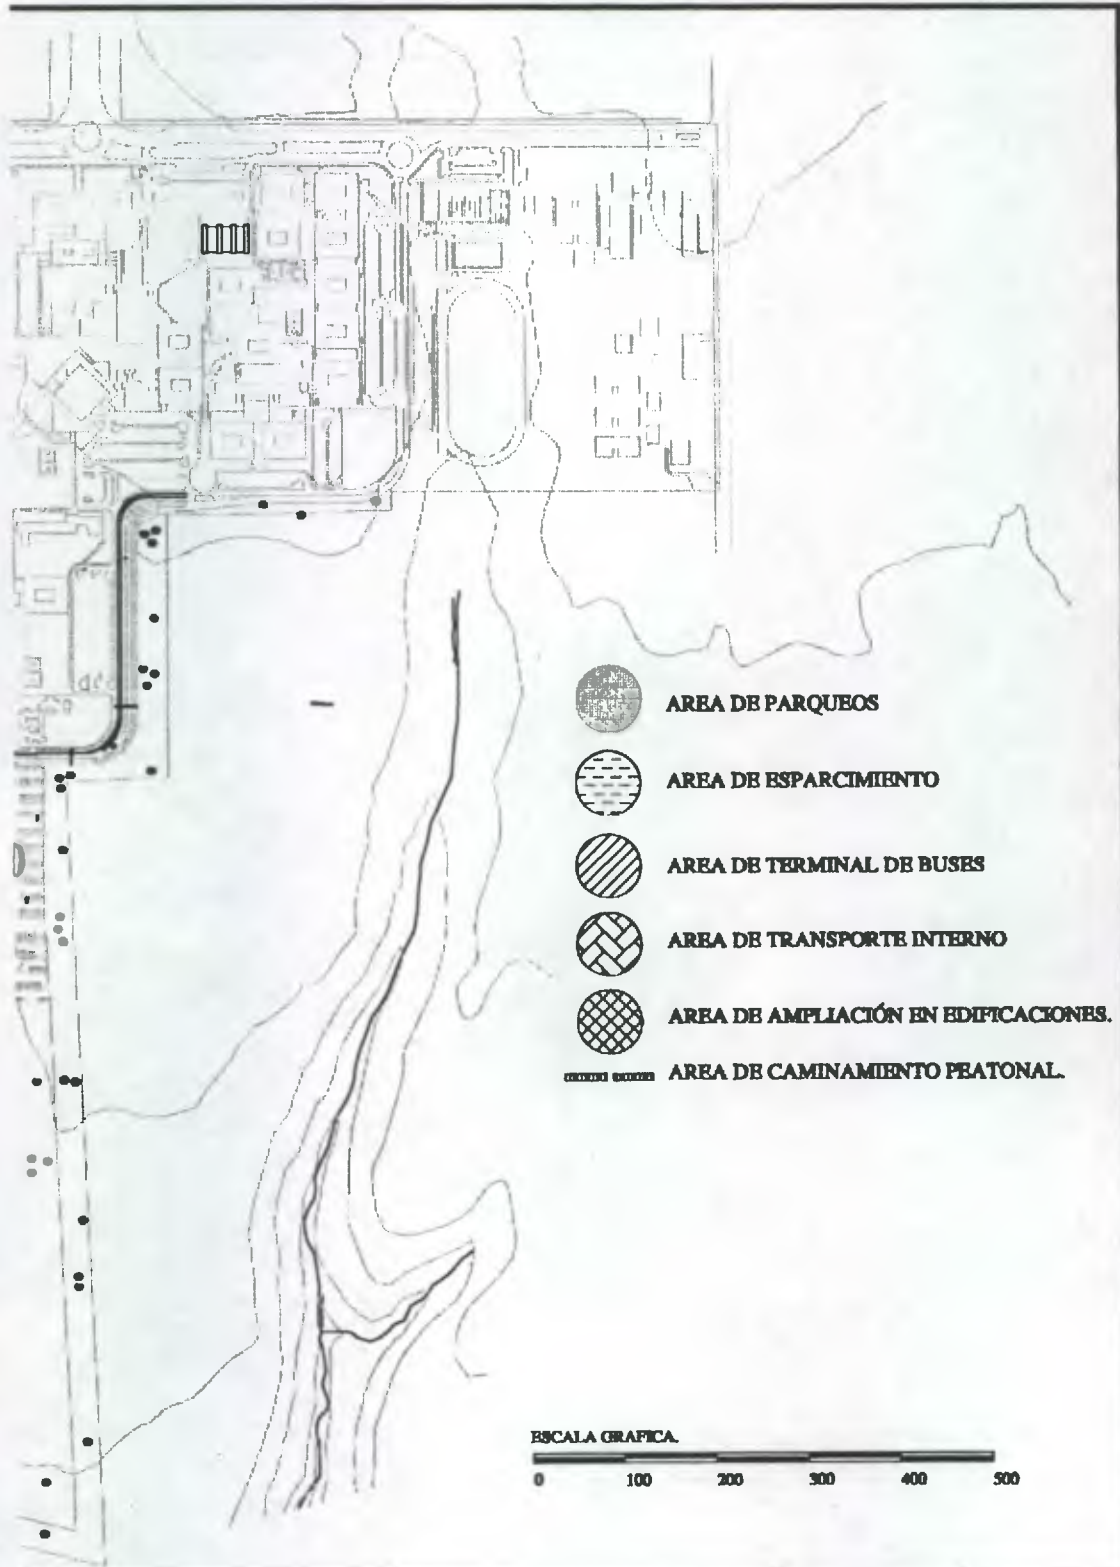 AREA DE PARQUEOS
AREA DE ESPARCIMIENTO
AREA DE TERMINAL DE BUSES
AREA DE TRANSPORTE INTERNO
AREA DE AMPLIACIÓN EN EDIFICACIONES.
AREA DE CAMINAMIENTO PEATONAL.
ESCALA GRAFICA.
0 100 200 300 400 500